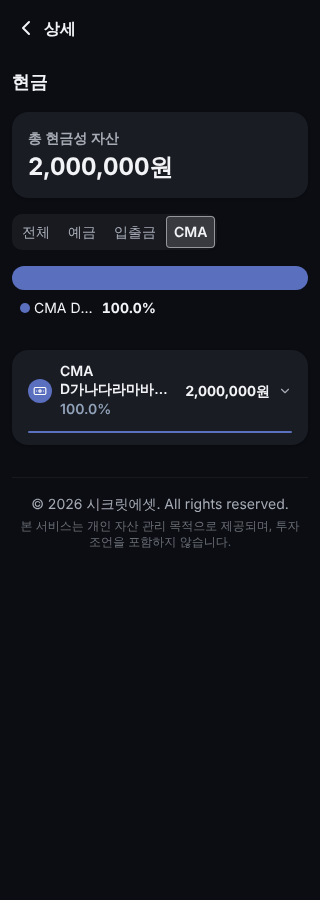 상세
현금
총 현금성 자산
2,000,000원
전체 예금 입출금 CMA
CMA D... 100.0%
CMA
D가나다라마바... 2,000,000원
100.0%
© 2026 시크릿에셋. All rights reserved.
본 서비스는 개인 자산 관리 목적으로 제공되며, 투자
조언을 포함하지 않습니다.